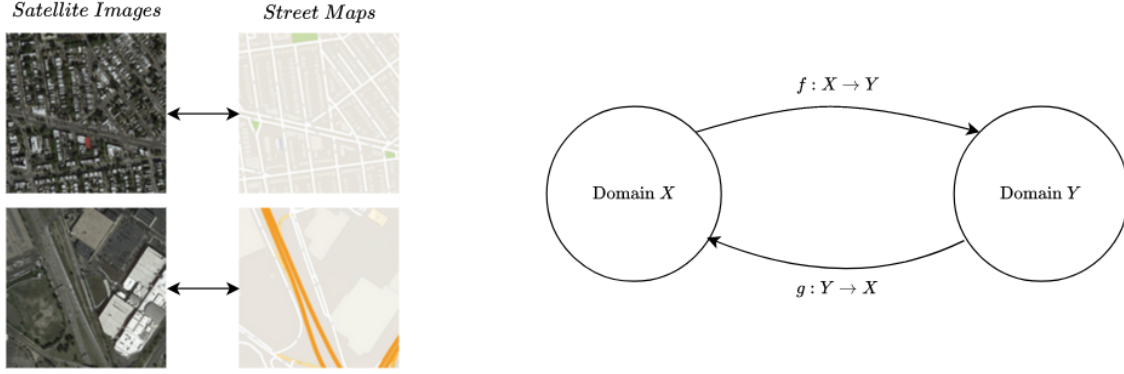 Satellite Images
Street Maps
f : X → Y
Domain X
Domain Y
g : Y → X